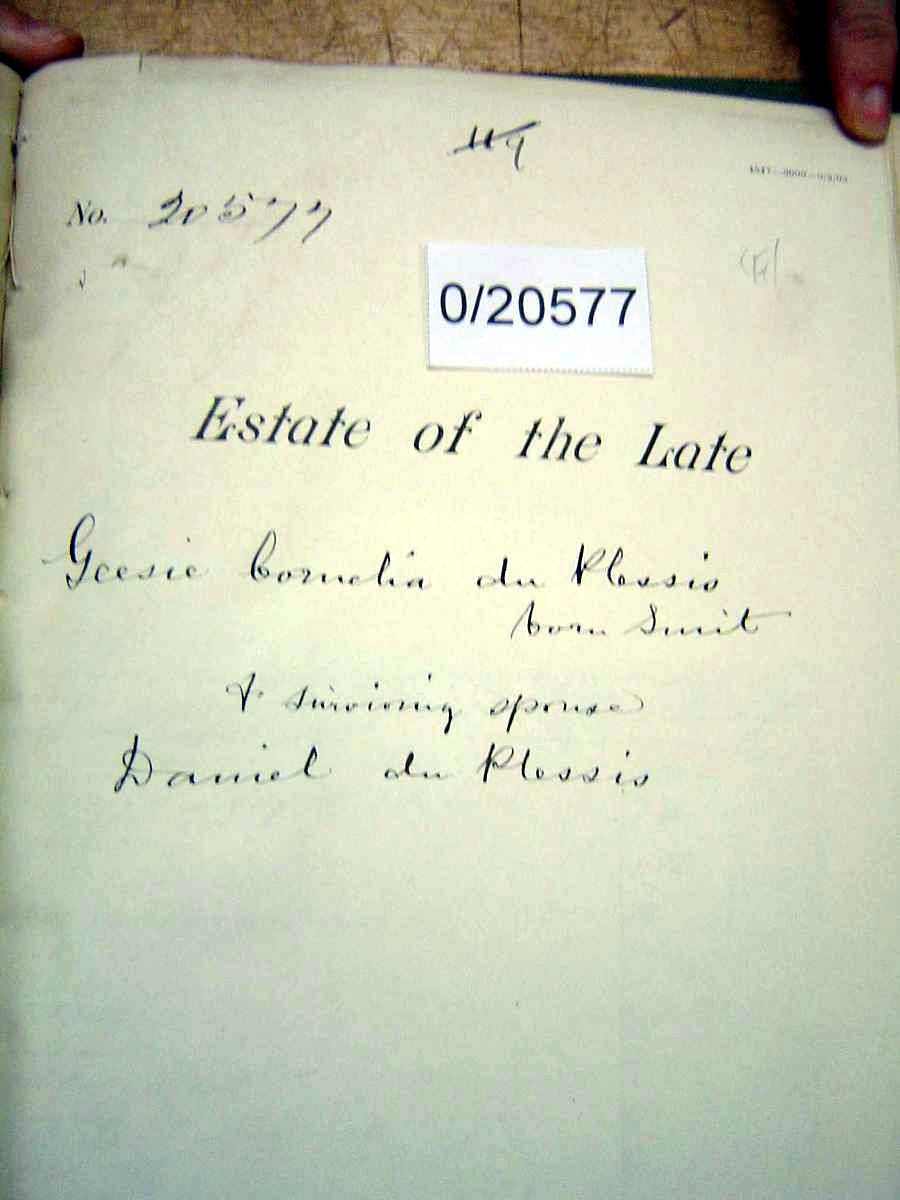 No. 20577
0/20577
Estate of the Late
Geesie Cornelia du Plessis
born Smit
& surviving spouse
Daniel du Plessis